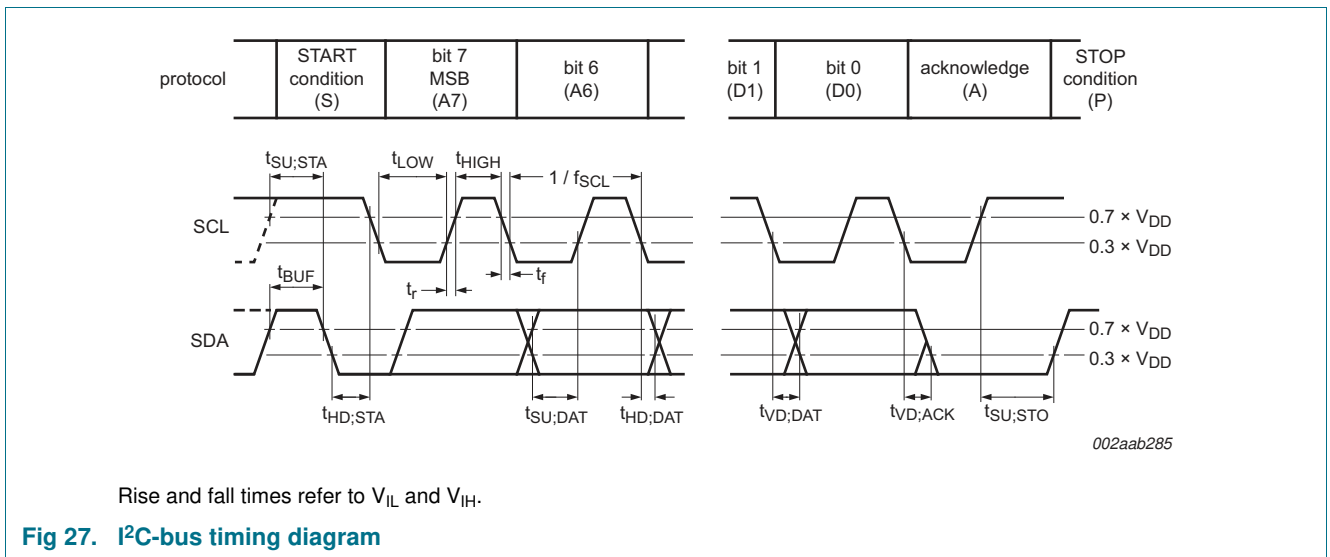 protocol
START
condition
(S)
bit 7
MSB
(A7)
bit 6
(A6)
bit 1
(D1)
bit 0
(D0)
acknowledge
(A)
STOP
condition
(P)
tSU;STA
tLOW
tHIGH
1 / fSCL
SCL
0.7 × VDD
0.3 × VDD
tBUF
tr
tf
SDA
0.7 × VDD
0.3 × VDD
tHD;STA
tSU;DAT
tHD;DAT
tVD;DAT
tVD;ACK
tSU;STO
002aab285
Rise and fall times refer to VIL and VIH.
Fig 27. I2C-bus timing diagram